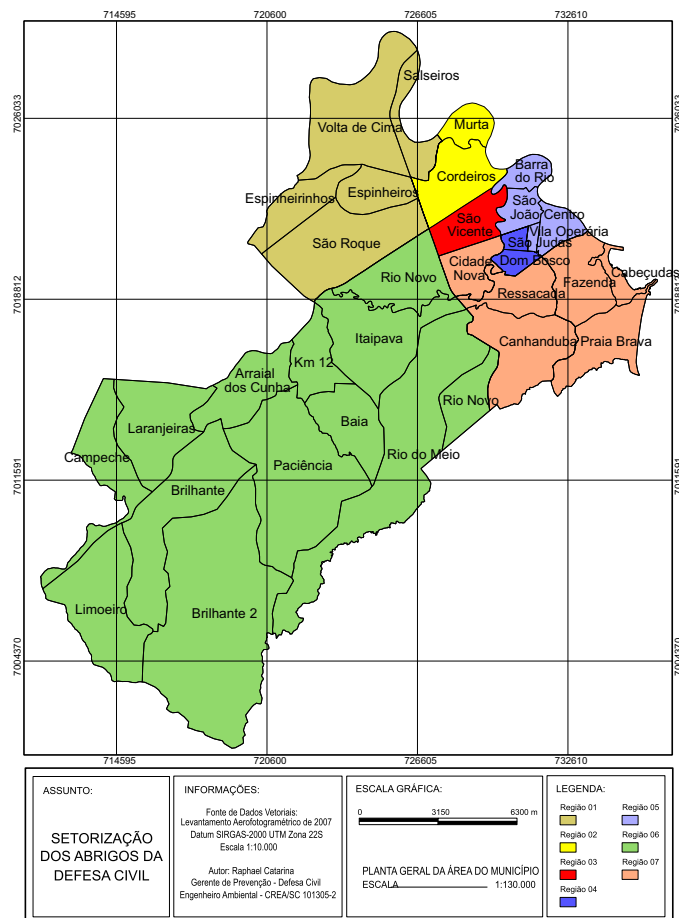 714595
720600
726605
732610
Salseiros
7026033
7026033
Volta de Cima
Murta
Barra
do Rio
Cordeiros
Espinheiros
Espinheirinhos
São
João
Centro
São
Vicente
Vila Operária
São Roque
São Judas
Dom Bosco
Cidade
Nova
Rio Novo
Cabeçudas
Fazenda
Ressacada
7018812
7018812
Itaipava
Canhanduba
Praia Brava
Km 12
Arraial
dos Cunha
Rio Novo
Baia
Laranjeiras
Campeche
Rio do Meio
Paciência
7011591
7011591
Brilhante
Limoeiro
Brilhante 2
7004370
7004370
714595
720600
726605
732610
ASSUNTO:
SETORIZAÇÃO
DOS ABRIGOS DA
DEFESA CIVIL
INFORMAÇÕES:
Fonte de Dados Vetoriais:
Levantamento Aerofotogramétrico de 2007
Datum SIRGAS-2000 UTM Zona 22S
Escala 1:10.000
Autor: Raphael Catarina
Gerente de Prevenção - Defesa Civil
Engenheiro Ambiental - CREA/SC 101305-2
ESCALA GRÁFICA:
0 3150 6300 m
PLANTA GERAL DA ÁREA DO MUNICÍPIO
ESCALA 1:130.000
LEGENDA:
Região 01
Região 05
Região 02
Região 06
Região 03
Região 07
Região 04